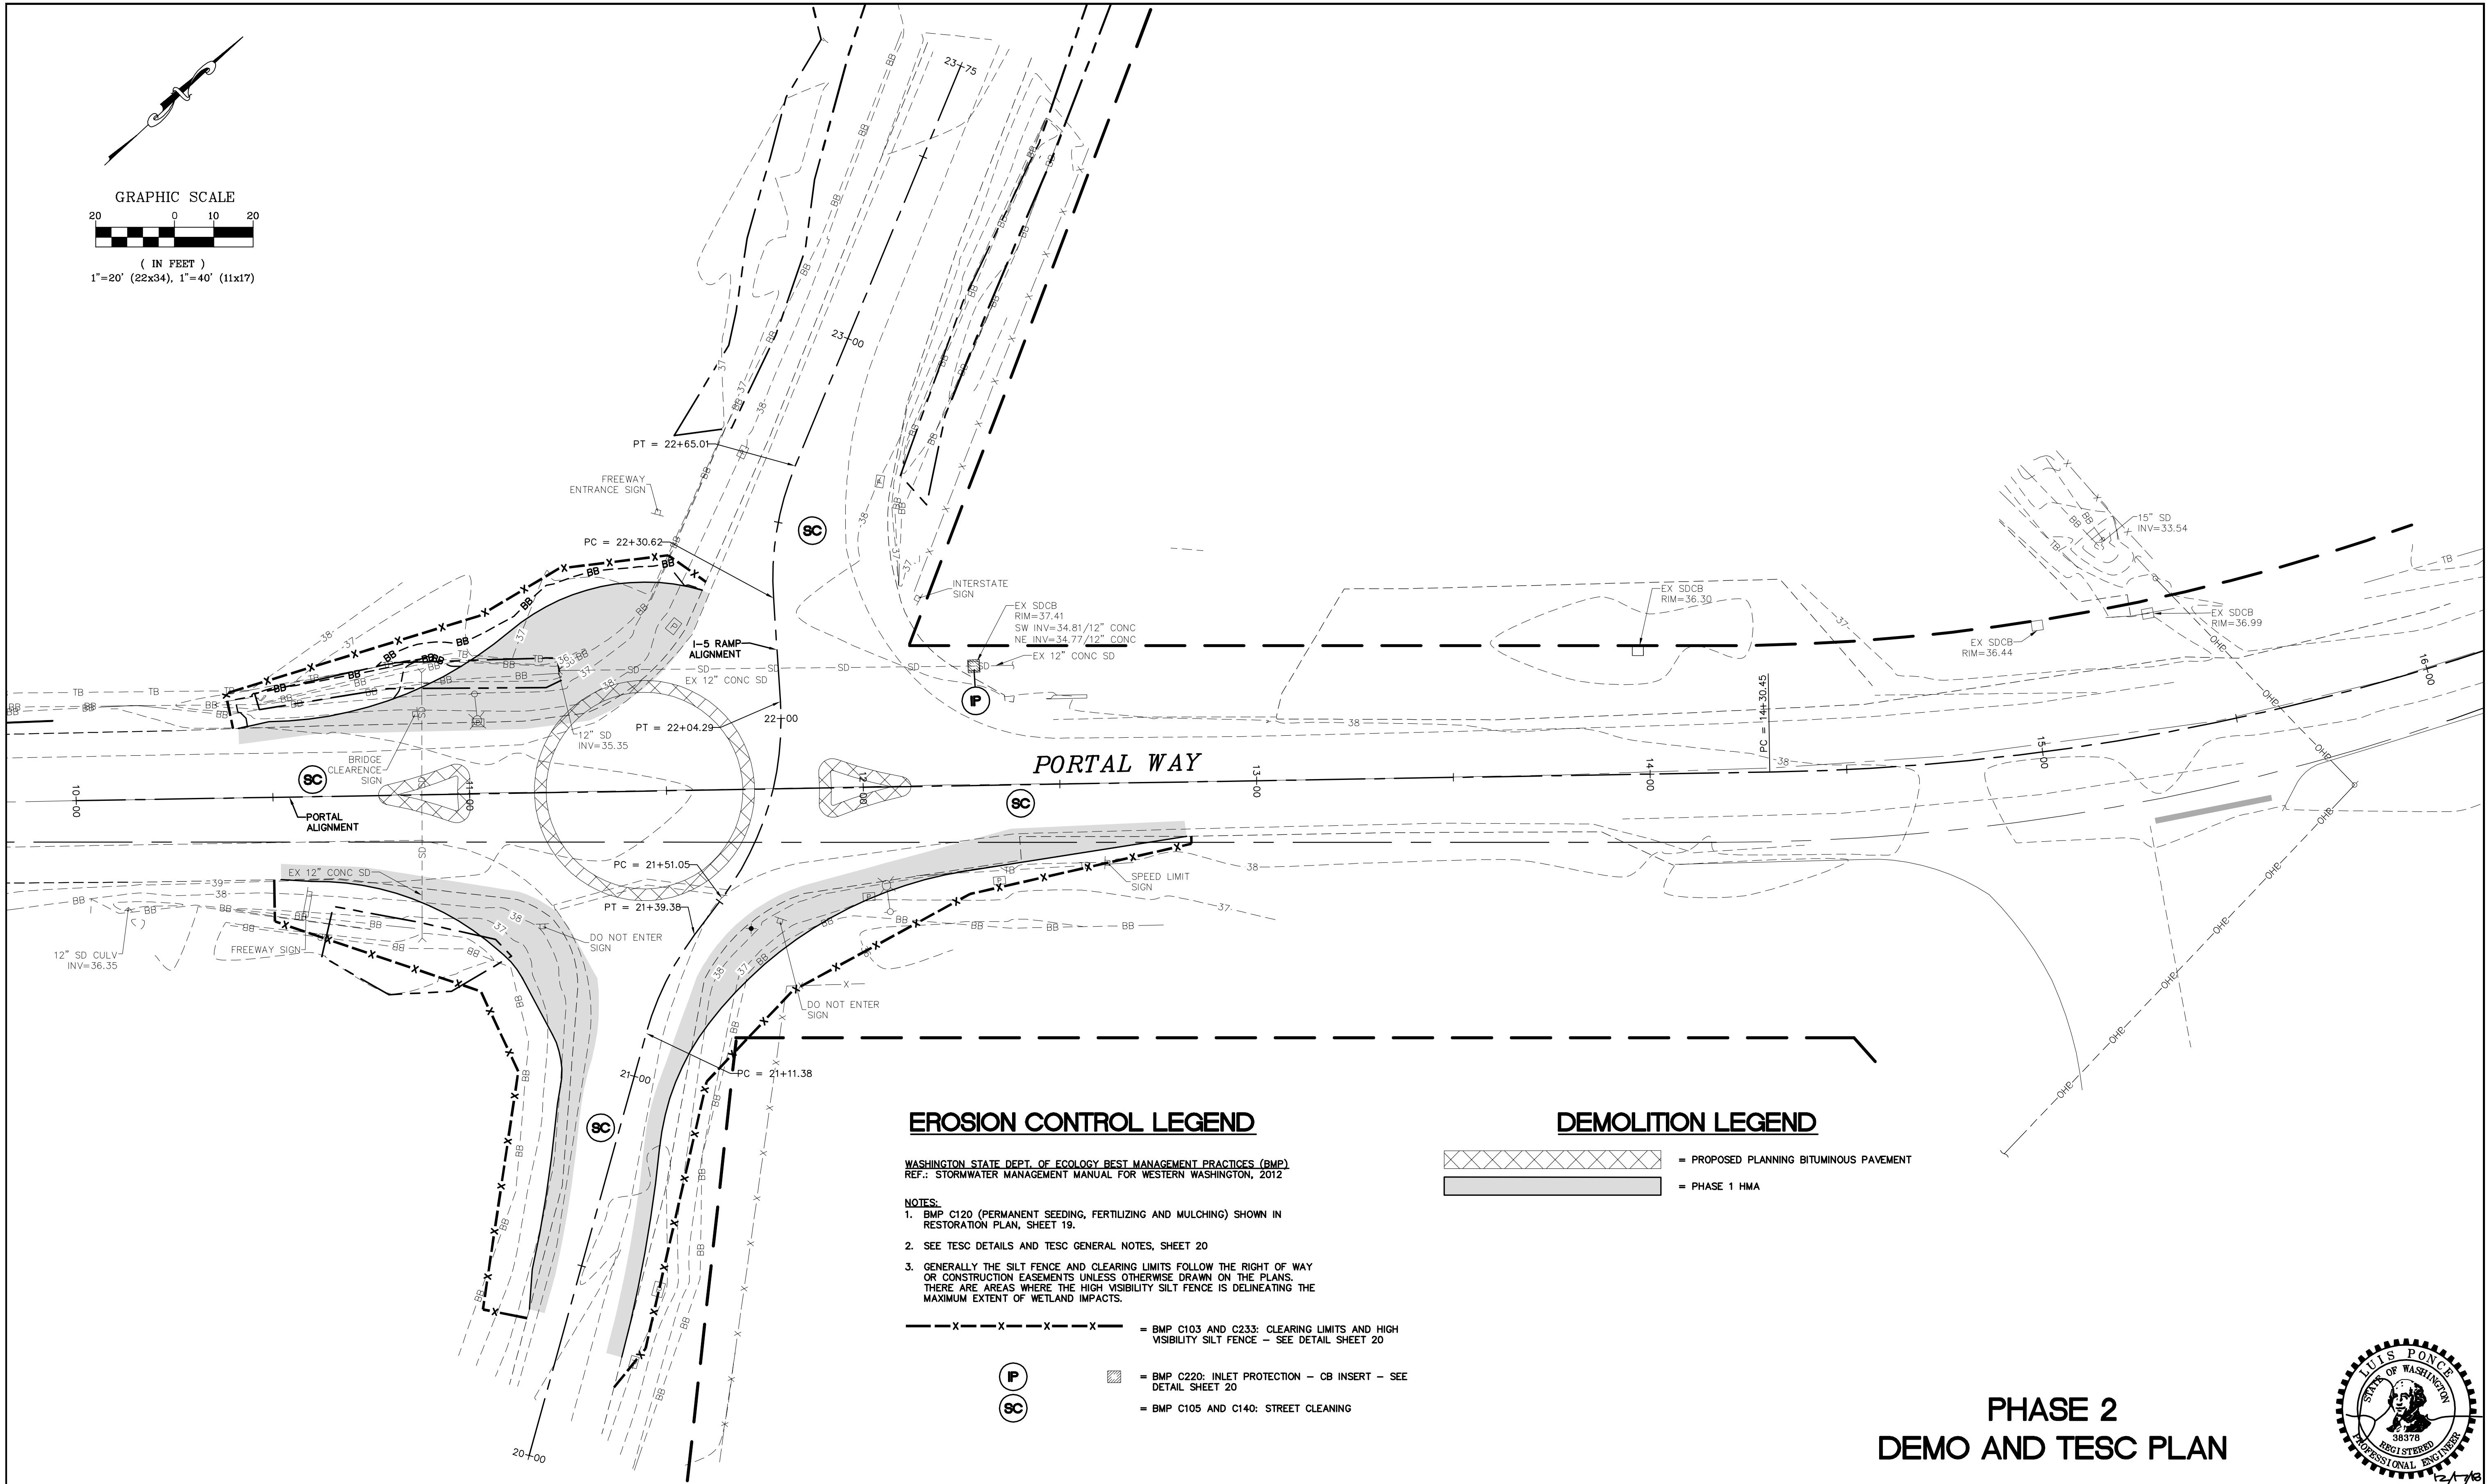 GRAPHIC SCALE
20 0 10 20
( IN FEET )
1"=20' (22x34), 1"=40' (11x17)
23+75
23+00
PT = 22+65.01
FREEWAY
ENTRANCE SIGN
SC
PC = 22+30.62
INTERSTATE
SIGN
EX SDCB
RIM=37.41
SW INV=34.81/12" CONC
NE INV=34.77/12" CONC
EX 12" CONC SD
I-5 RAMP
ALIGNMENT
EX 12" CONC SD
IP
EX SDCB
RIM=36.30
15" SD
INV=33.54
EX SDCB
RIM=36.99
EX SDCB
RIM=36.44
PT = 22+04.29
22+00
12" SD
INV=35.35
BRIDGE
CLEARENCE
SIGN
SC
PORTAL WAY
PC = 14+30.45
10+00
11+00
12+00
13+00
14+00
15+00
16+00
SC
PORTAL
ALIGNMENT
PC = 21+51.05
PT = 21+39.38
EX 12" CONC SD
SPEED LIMIT
SIGN
DO NOT ENTER
SIGN
FREEWAY SIGN
12" SD CULV
INV=36.35
DO NOT ENTER
SIGN
21+00
PC = 21+11.38
SC
20+00
EROSION CONTROL LEGEND
WASHINGTON STATE DEPT. OF ECOLOGY BEST MANAGEMENT PRACTICES (BMP)
REF.: STORMWATER MANAGEMENT MANUAL FOR WESTERN WASHINGTON, 2012
NOTES:
1. BMP C120 (PERMANENT SEEDING, FERTILIZING AND MULCHING) SHOWN IN
RESTORATION PLAN, SHEET 19.
2. SEE TESC DETAILS AND TESC GENERAL NOTES, SHEET 20
3. GENERALLY THE SILT FENCE AND CLEARING LIMITS FOLLOW THE RIGHT OF WAY
OR CONSTRUCTION EASEMENTS UNLESS OTHERWISE DRAWN ON THE PLANS.
THERE ARE AREAS WHERE THE HIGH VISIBILITY SILT FENCE IS DELINEATING THE
MAXIMUM EXTENT OF WETLAND IMPACTS.
= BMP C103 AND C233: CLEARING LIMITS AND HIGH
VISIBILITY SILT FENCE – SEE DETAIL SHEET 20
IP = BMP C220: INLET PROTECTION – CB INSERT – SEE
DETAIL SHEET 20
SC = BMP C105 AND C140: STREET CLEANING
DEMOLITION LEGEND
= PROPOSED PLANNING BITUMINOUS PAVEMENT
= PHASE 1 HMA
PHASE 2
DEMO AND TESC PLAN
LUIS PONCE
STATE OF WASHINGTON
38378
REGISTERED
PROFESSIONAL ENGINEER